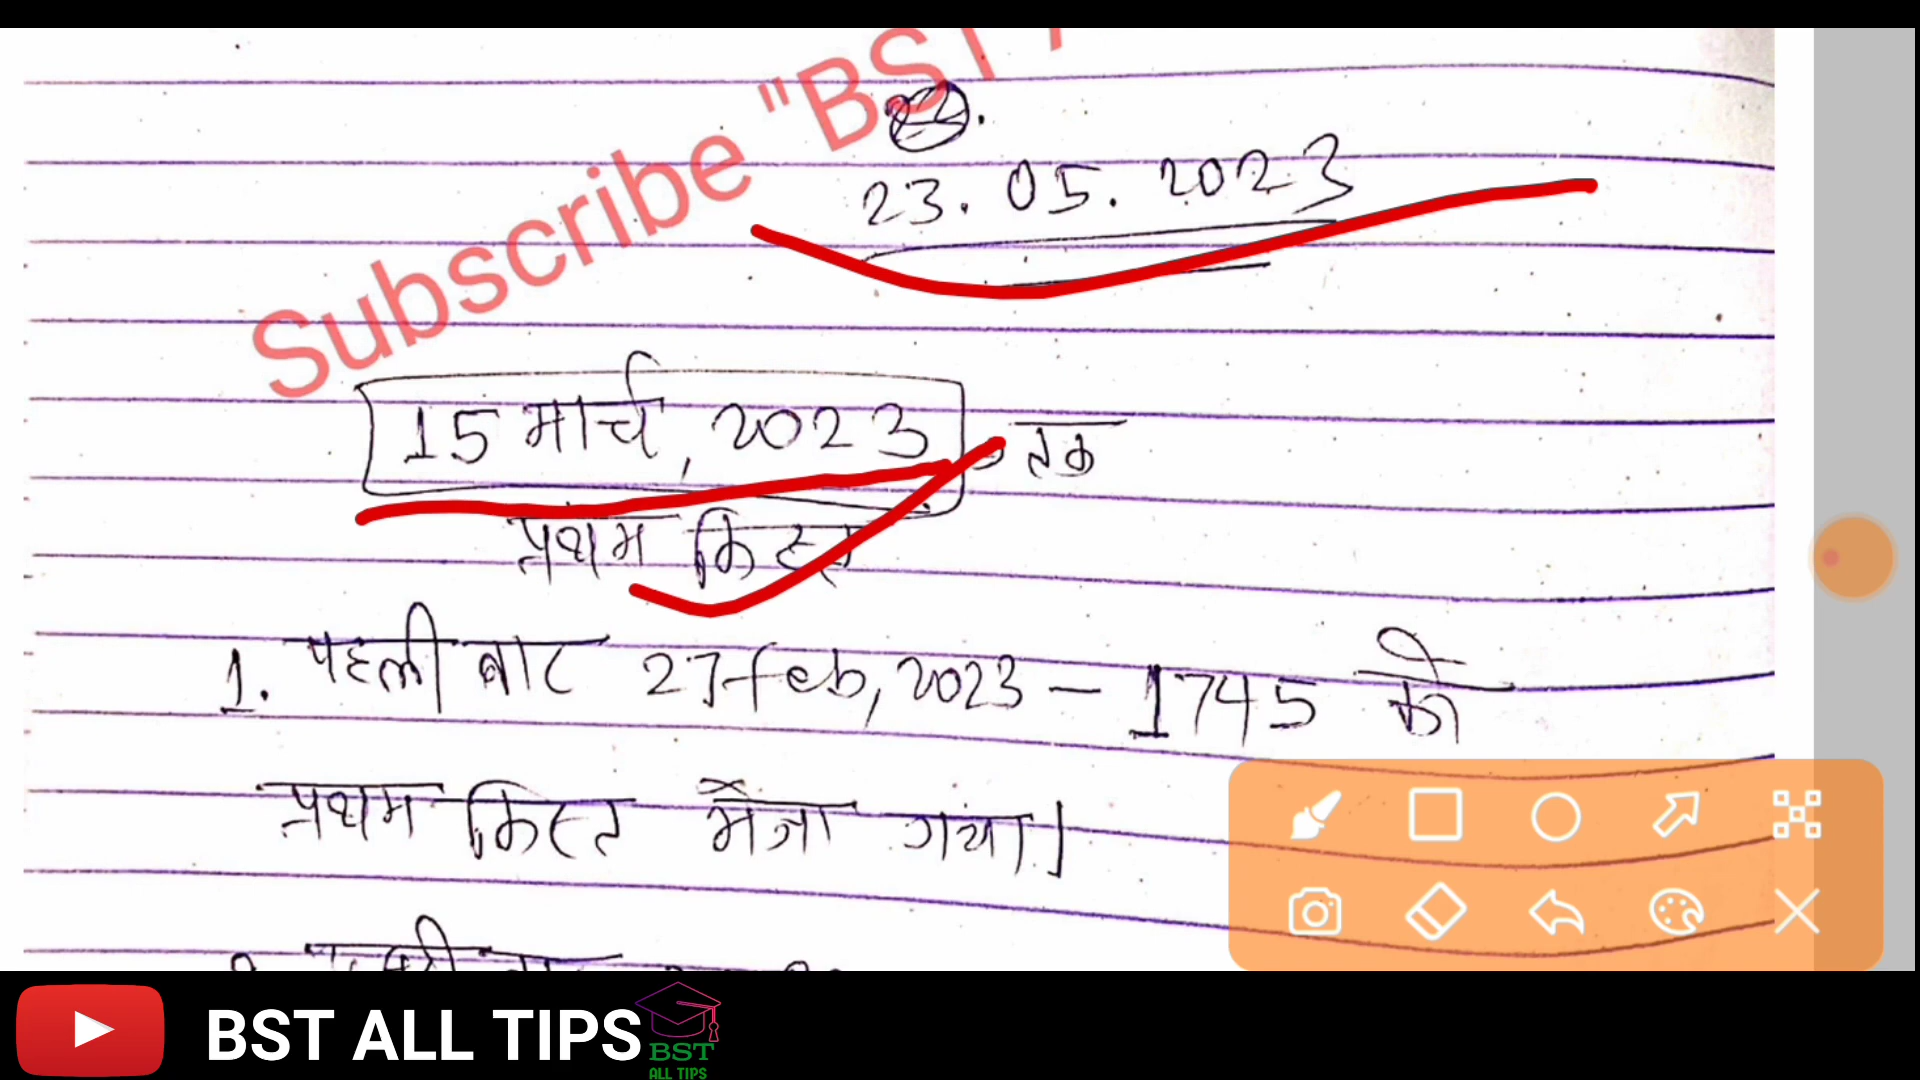 Subscribe "BST
23.05.2023
15 मार्च, 2023 तक
प्रथम किस्त
1. पहली बार 27 Feb, 2023 – 1745 को
प्रथम किस्त भेजा गया।
BST ALL TIPS
BST
ALL TIPS